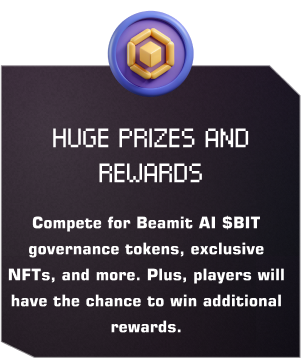 HUGE PRIZES AND
REWARDS
Compete for Beamit AI $BIT
governance tokens, exclusive
NFTs, and more. Plus, players will
have the chance to win additional
rewards.